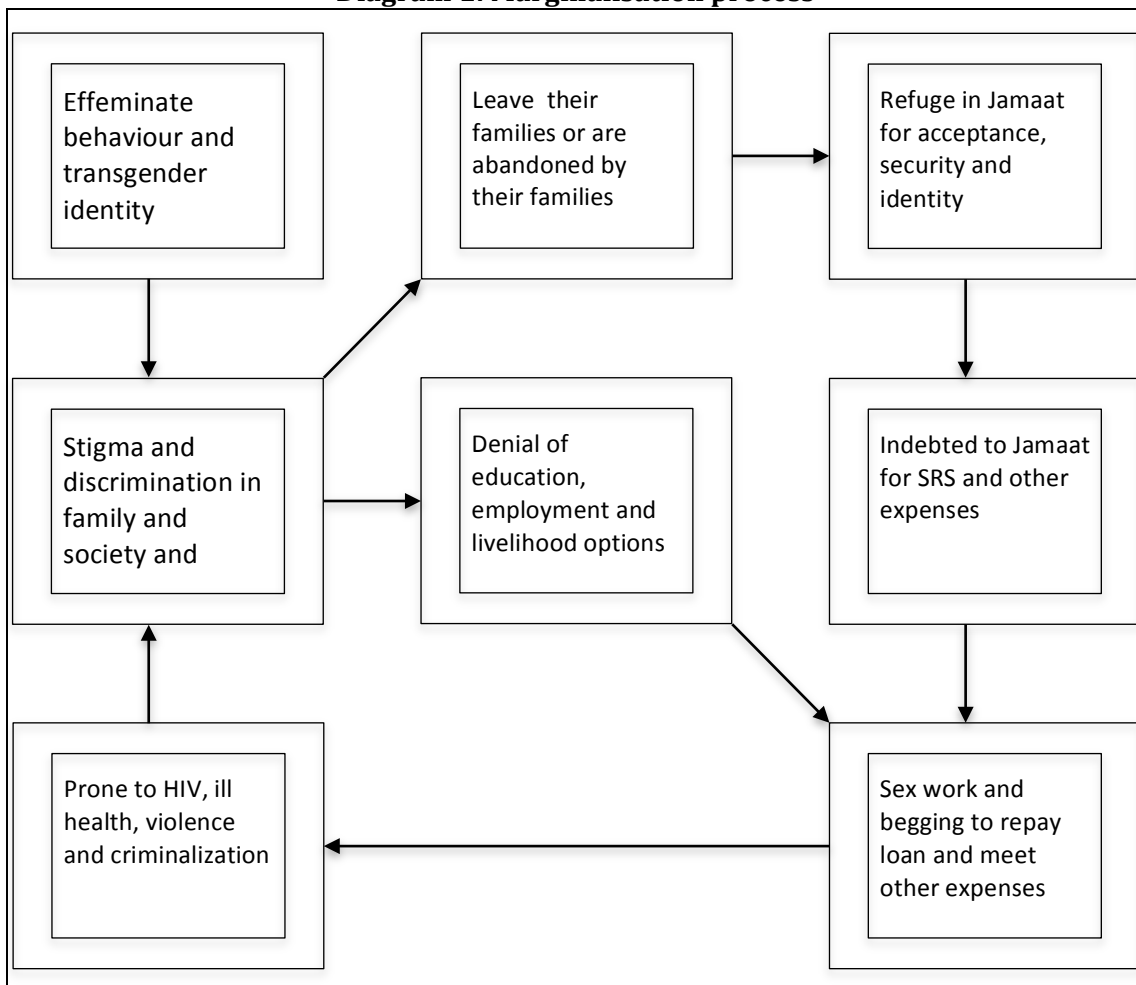 Effeminate
behaviour and
transgender
identity
Leave their
families or are
abandoned by
their families
Refuge in Jamaat
for acceptance,
security and
identity
Stigma and
discrimination in
family and
society and
Denial of
education,
employment and
livelihood options
Indebted to Jamaat
for SRS and other
expenses
Prone to HIV, ill
health, violence
and criminalization
Sex work and
begging to repay
loan and meet
other expenses